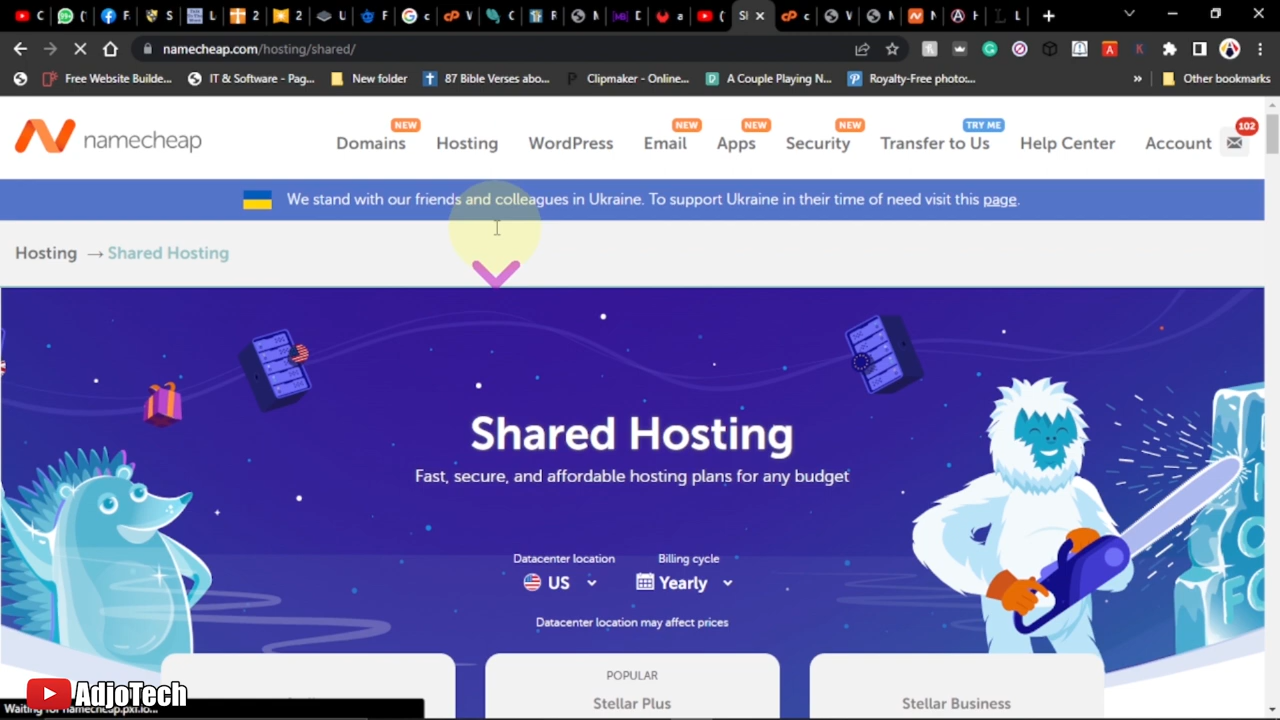 namecheap.com/hosting/shared/
Free Website Builde...
IT & Software - Pag...
New folder
87 Bible Verses abo...
Clipmaker - Online...
A Couple Playing N...
Royalty-Free photo:...
»
Other bookmarks
namecheap
Domains
NEW
Hosting
WordPress
Email
NEW
Apps
NEW
Security
NEW
Transfer to Us
TRY ME
Help Center
Account
102
We stand with our friends and colleagues in Ukraine. To support Ukraine in their time of need visit this page.
Hosting → Shared Hosting
Shared Hosting
Fast, secure, and affordable hosting plans for any budget
Datacenter location
US
Billing cycle
Yearly
Datacenter location may affect prices
POPULAR
Stellar Plus
Stellar Business
AdjoTech
Waiting for namecheap.pxf.io...